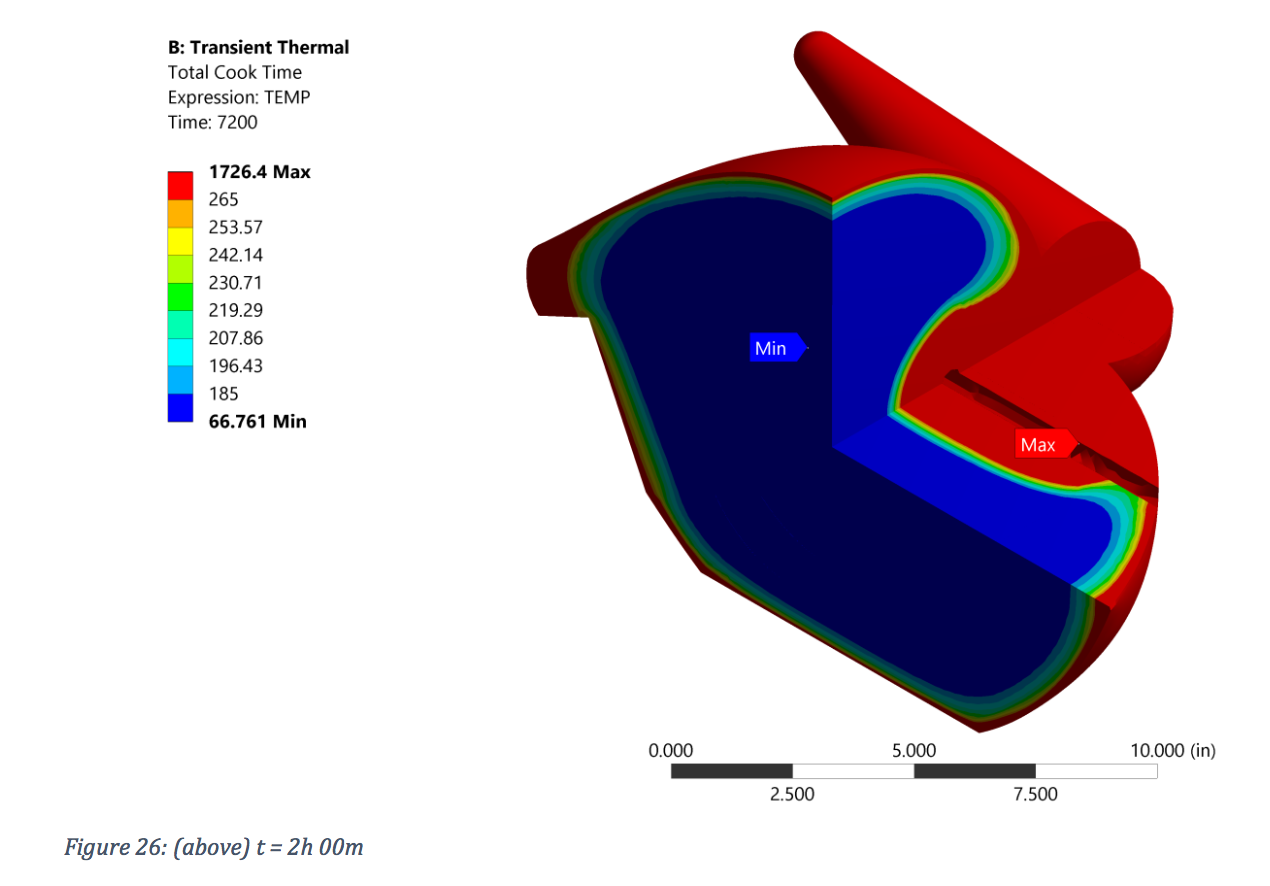 B: Transient Thermal
Total Cook Time
Expression: TEMP
Time: 7200
1726.4 Max
265
253.57
242.14
230.71
219.29
207.86
196.43
185
66.761 Min
Min
Max
0.000 5.000 10.000 (in)
2.500 7.500
Figure 26: (above) t = 2h 00m